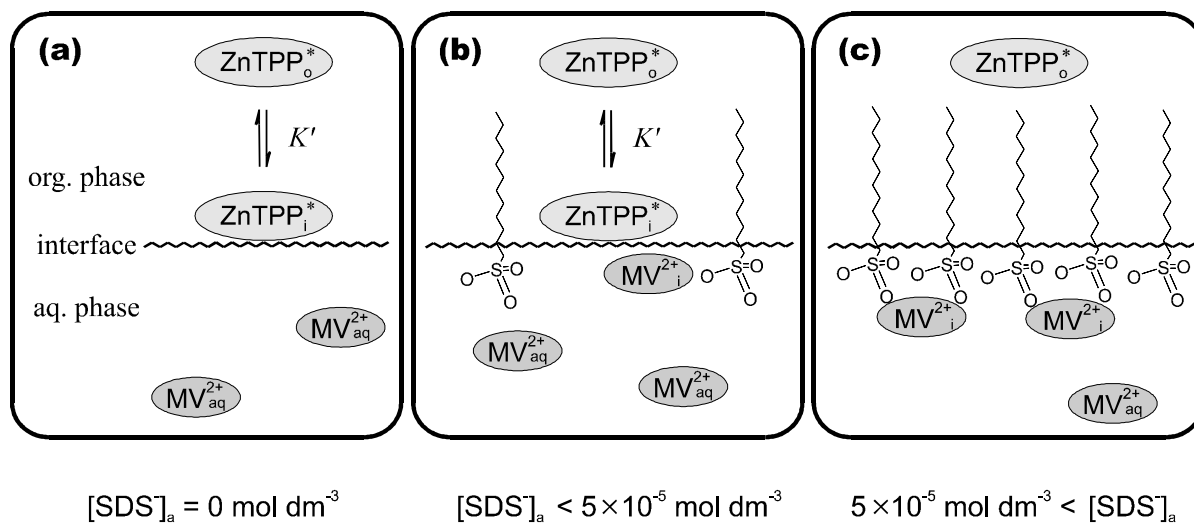 (a)
ZnTPP*o
K'
org. phase
ZnTPP*i
interface
aq. phase
MV2+aq
MV2+aq
[SDS-]a = 0 mol dm-3
(b)
ZnTPP*o
K'
ZnTPP*i
O S O O
MV2+i
O S O O
MV2+aq
MV2+aq
[SDS-]a < 5×10-5 mol dm-3
(c)
ZnTPP*o
O S O O
O S O O
O S O O
O S O O
O S O O
MV2+i
MV2+i
MV2+aq
5×10-5 mol dm-3 < [SDS-]a